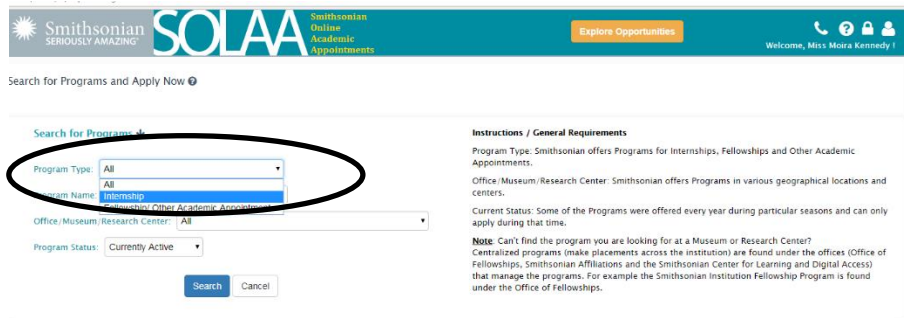 Smithsonian
SERIOUSLY AMAZING
SOLAA
Smithsonian
Online
Academic
Appointments
Explore Opportunities
Welcome, Miss Moira Kennedy !
Search for Programs and Apply Now
Search for Programs
Program Type: All
All
Internship
Program Name:
Fellowship/ Other Academic Appointment
Office/Museum/Research Center: All
Program Status: Currently Active
Search Cancel
Instructions / General Requirements
Program Type: Smithsonian offers Programs for Internships, Fellowships and Other Academic
Appointments.
Office/Museum/Research Center: Smithsonian offers Programs in various geographical locations and
centers.
Current Status: Some of the Programs were offered every year during particular seasons and can only
apply during that time.
Note: Can't find the program you are looking for at a Museum or Research Center?
Centralized programs (make placements across the institution) are found under the offices (Office of
Fellowships, Smithsonian Affiliations and the Smithsonian Center for Learning and Digital Access)
that manage the programs. For example the Smithsonian Institution Fellowship Program is found
under the Office of Fellowships.